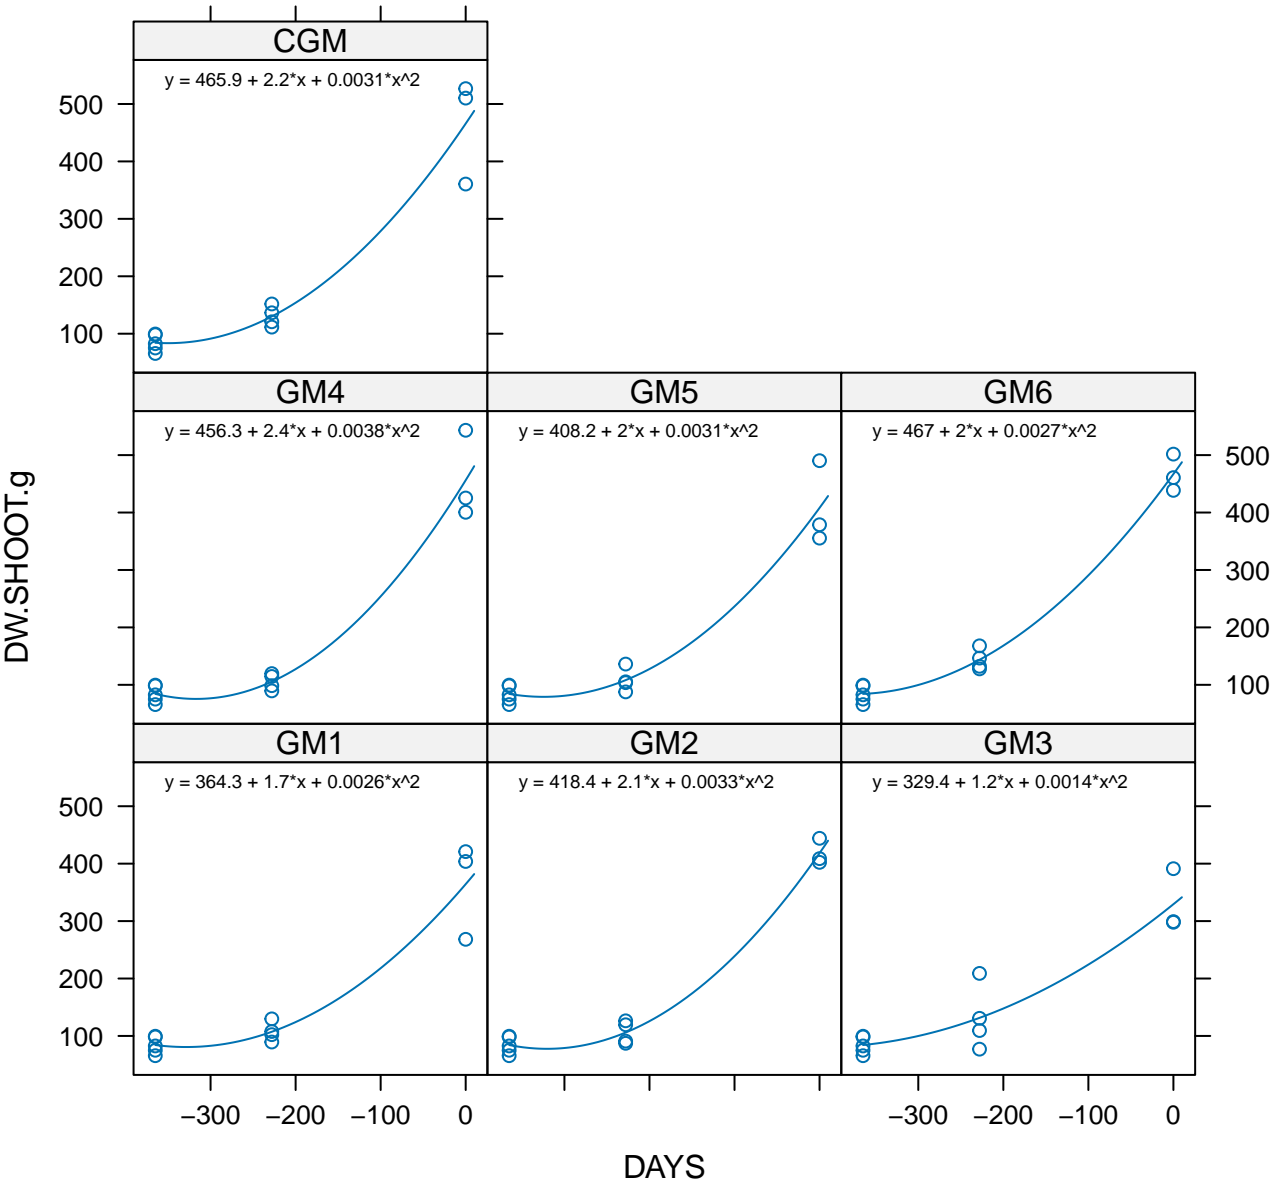 CGM
y = 465.9 + 2.2*x + 0.0031*x^2
500
400
300
200
100
GM4
GM5
GM6
y = 456.3 + 2.4*x + 0.0038*x^2
y = 408.2 + 2*x + 0.0031*x^2
y = 467 + 2*x + 0.0027*x^2
500
400
300
200
100
DW.SHOOT.g
GM1
GM2
GM3
y = 364.3 + 1.7*x + 0.0026*x^2
y = 418.4 + 2.1*x + 0.0033*x^2
y = 329.4 + 1.2*x + 0.0014*x^2
500
400
300
200
100
−300 −200 −100 0
−300 −200 −100 0
DAYS